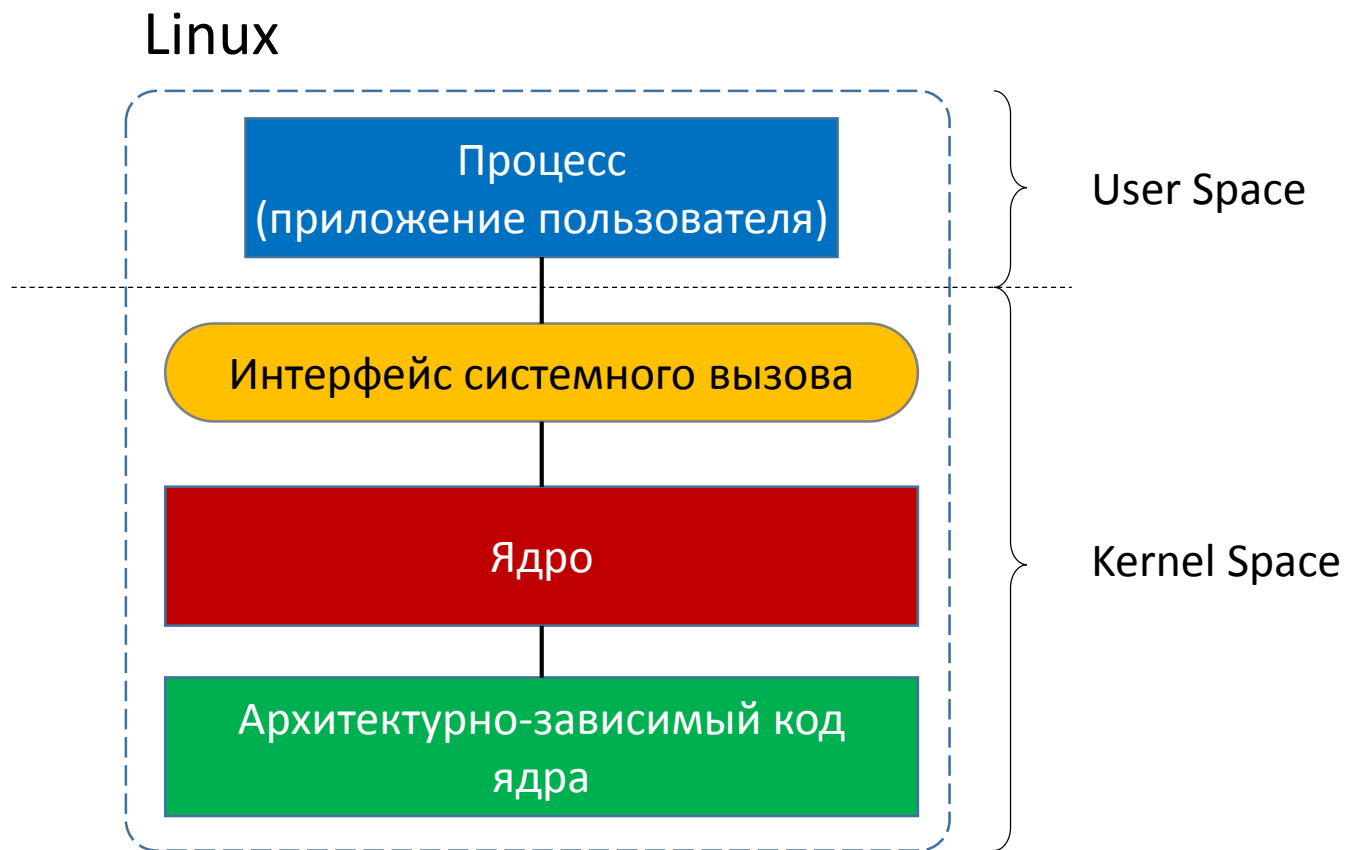 Linux
Процесс
(приложение пользователя)
User Space
Интерфейс системного вызова
Ядро
Kernel Space
Архитектурно-зависимый код
ядра